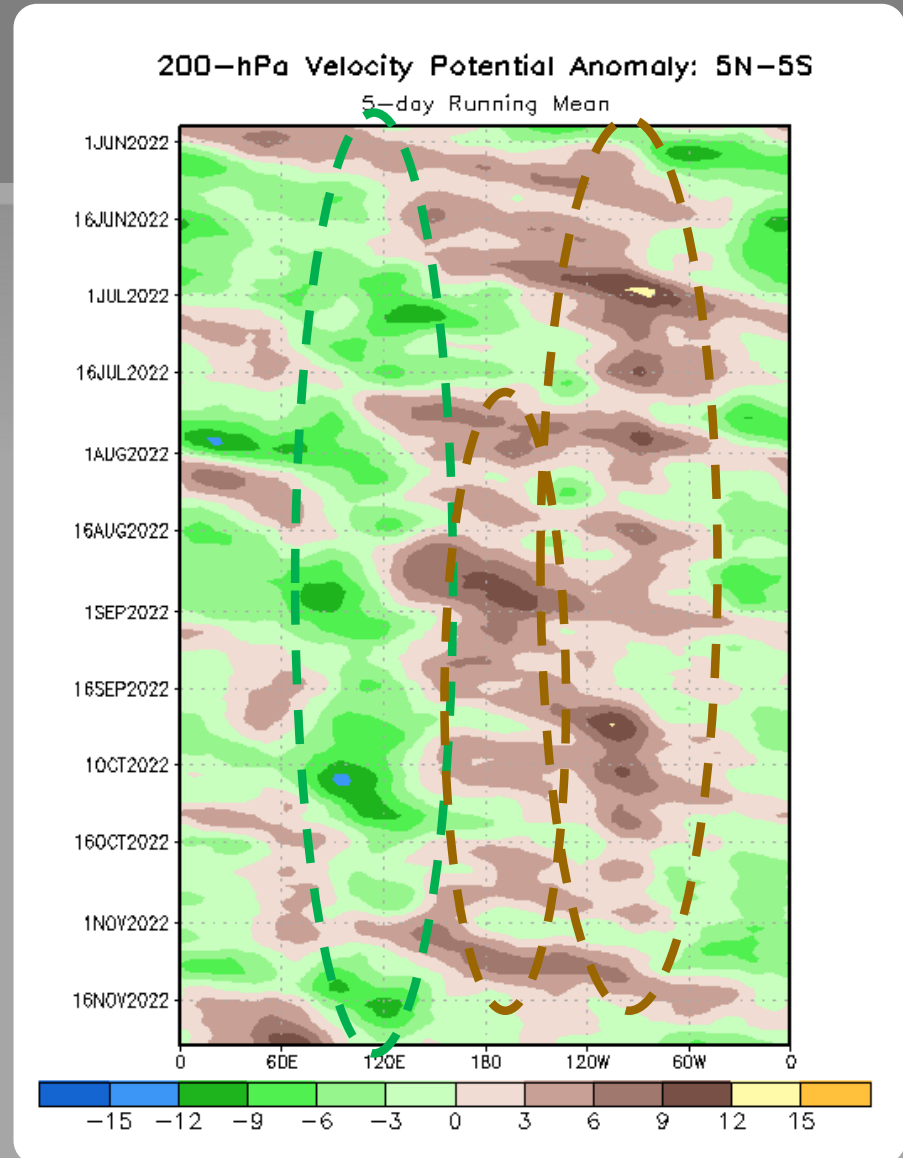 200-hPa Velocity Potential Anomaly: 5N-5S
5-day Running Mean
1JUN2022
16JUN2022
1JUL2022
16JUL2022
1AUG2022
16AUG2022
1SEP2022
16SEP2022
1OCT2022
16OCT2022
1NOV2022
16NOV2022
0 60E 120E 180 120W 60W 0
-15 -12 -9 -6 -3 0 3 6 9 12 15